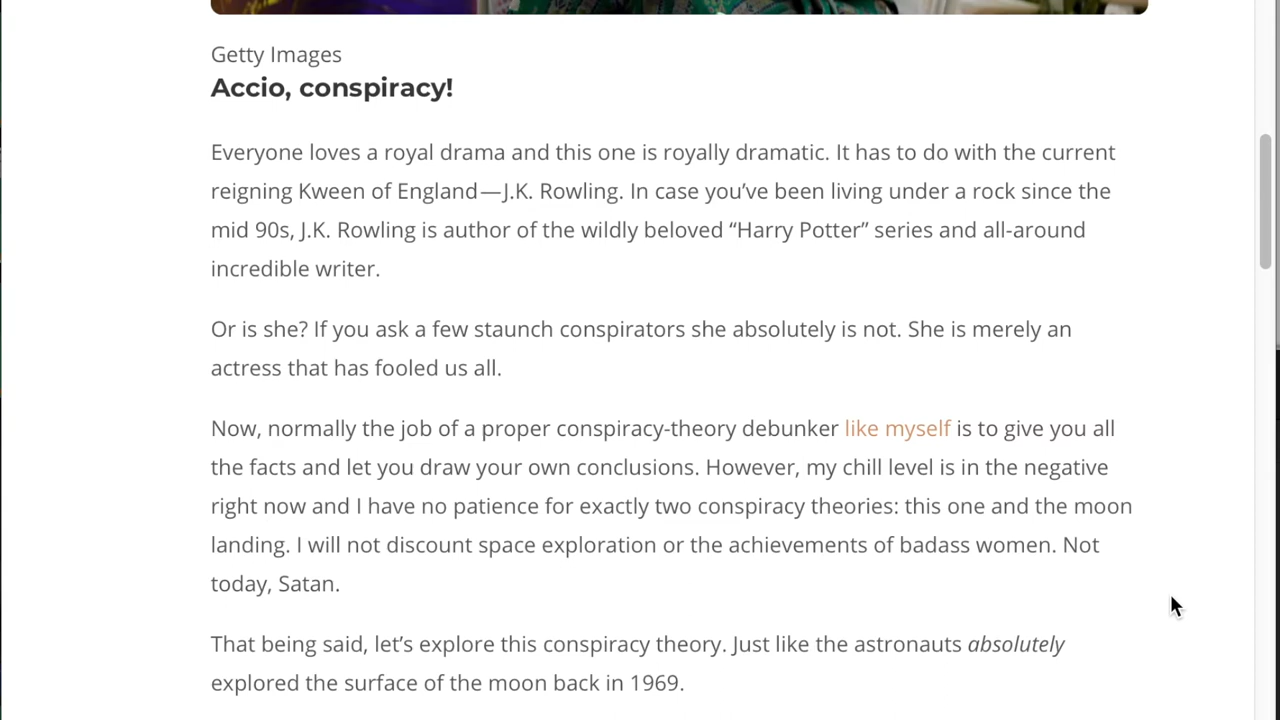 Getty Images
Accio, conspiracy!
Everyone loves a royal drama and this one is royally dramatic. It has to do with the current
reigning Kween of England—J.K. Rowling. In case you’ve been living under a rock since the
mid 90s, J.K. Rowling is author of the wildly beloved “Harry Potter” series and all-around
incredible writer.
Or is she? If you ask a few staunch conspirators she absolutely is not. She is merely an
actress that has fooled us all.
Now, normally the job of a proper conspiracy-theory debunker like myself is to give you all
the facts and let you draw your own conclusions. However, my chill level is in the negative
right now and I have no patience for exactly two conspiracy theories: this one and the moon
landing. I will not discount space exploration or the achievements of badass women. Not
today, Satan.
That being said, let’s explore this conspiracy theory. Just like the astronauts absolutely
explored the surface of the moon back in 1969.